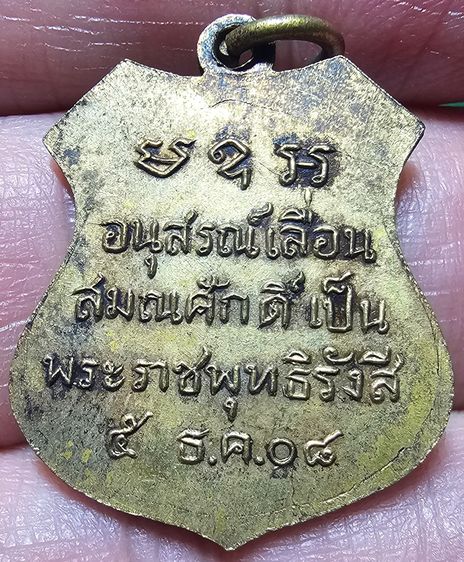 อนุสรณ์เลื่อน
สมณศักดิ์ เป็น
พระราชพุทธิรังสี
๕ ธ.ค.๐๘